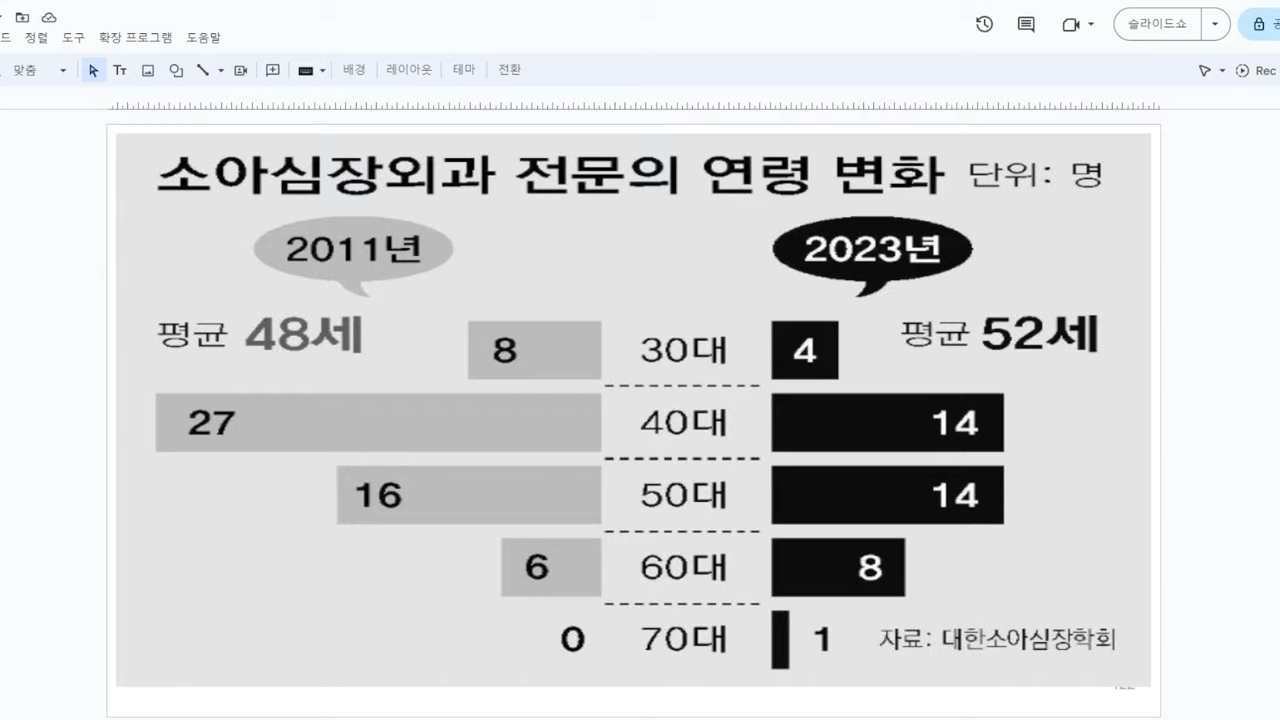 드 정렬 도구 확장 프로그램 도움말
슬라이드쇼
맞춤 배경 레이아웃 테마 전환 Rec
소아심장외과 전문의 연령 변화 단위: 명
2011년 2023년
평균 48세 8 30대 4 평균 52세
27 40대 14
16 50대 14
6 60대 8
0 70대 1 자료: 대한소아심장학회